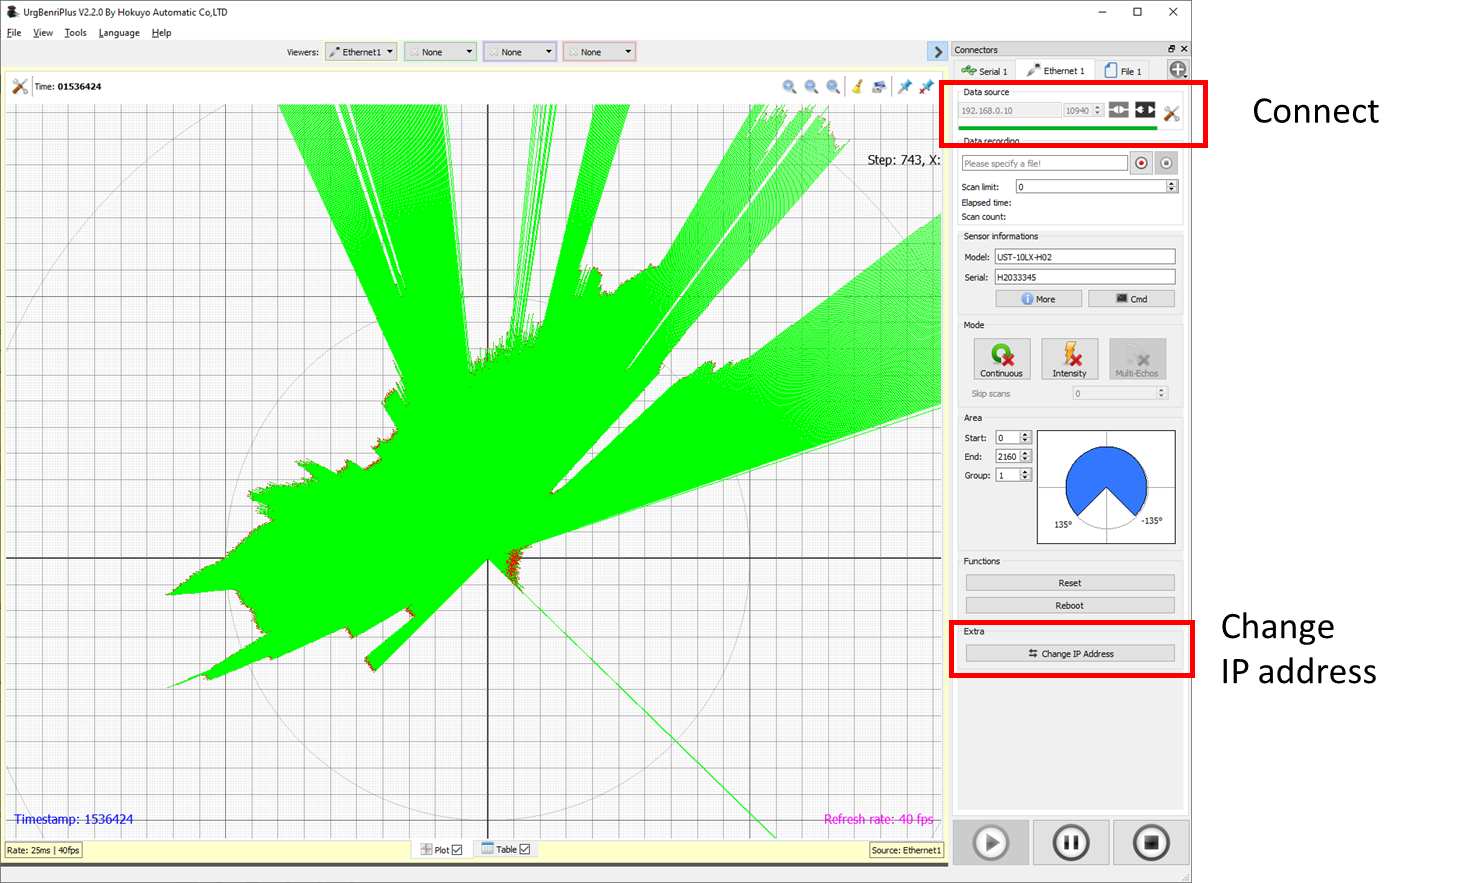 UrgBenriPlus V2.2.0 By Hokuyo Automatic Co,LTD
File View Tools Language Help
Viewers: Ethernet1 None None None
Connectors
Serial 1 Ethernet 1 File 1
Time: 01536424
Data source
192.168.0.10 10940
Connect
Data recording
Please specify a file!
Step: 743, X:
Scan limit: 0
Elapsed time:
Scan count:
Sensor informations
Model: UST-10LX-H02
Serial: H2033345
More Cmd
Mode
Continuous Intensity Multi-Echos
Skip scans 0
Area
Start: 0
End: 2160
Group: 1
135° -135°
Functions
Reset
Reboot
Extra
Change IP Address
Change
IP address
Timestamp: 1536424
Refresh rate: 40 fps
Rate: 25ms | 40fps
Plot Table
Source: Ethernet1